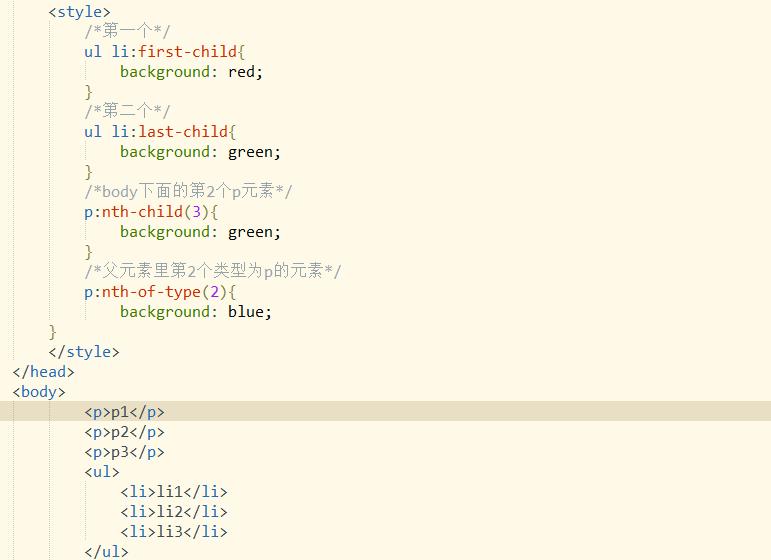 <style>
/*第一个*/
ul li:first-child{
background: red;
}
/*第二个*/
ul li:last-child{
background: green;
}
/*body下面的第2个p元素*/
p:nth-child(3){
background: green;
}
/*父元素里第2个类型为p的元素*/
p:nth-of-type(2){
background: blue;
}
</style>
</head>
<body>
<p>p1</p>
<p>p2</p>
<p>p3</p>
<ul>
<li>li1</li>
<li>li2</li>
<li>li3</li>
</ul>